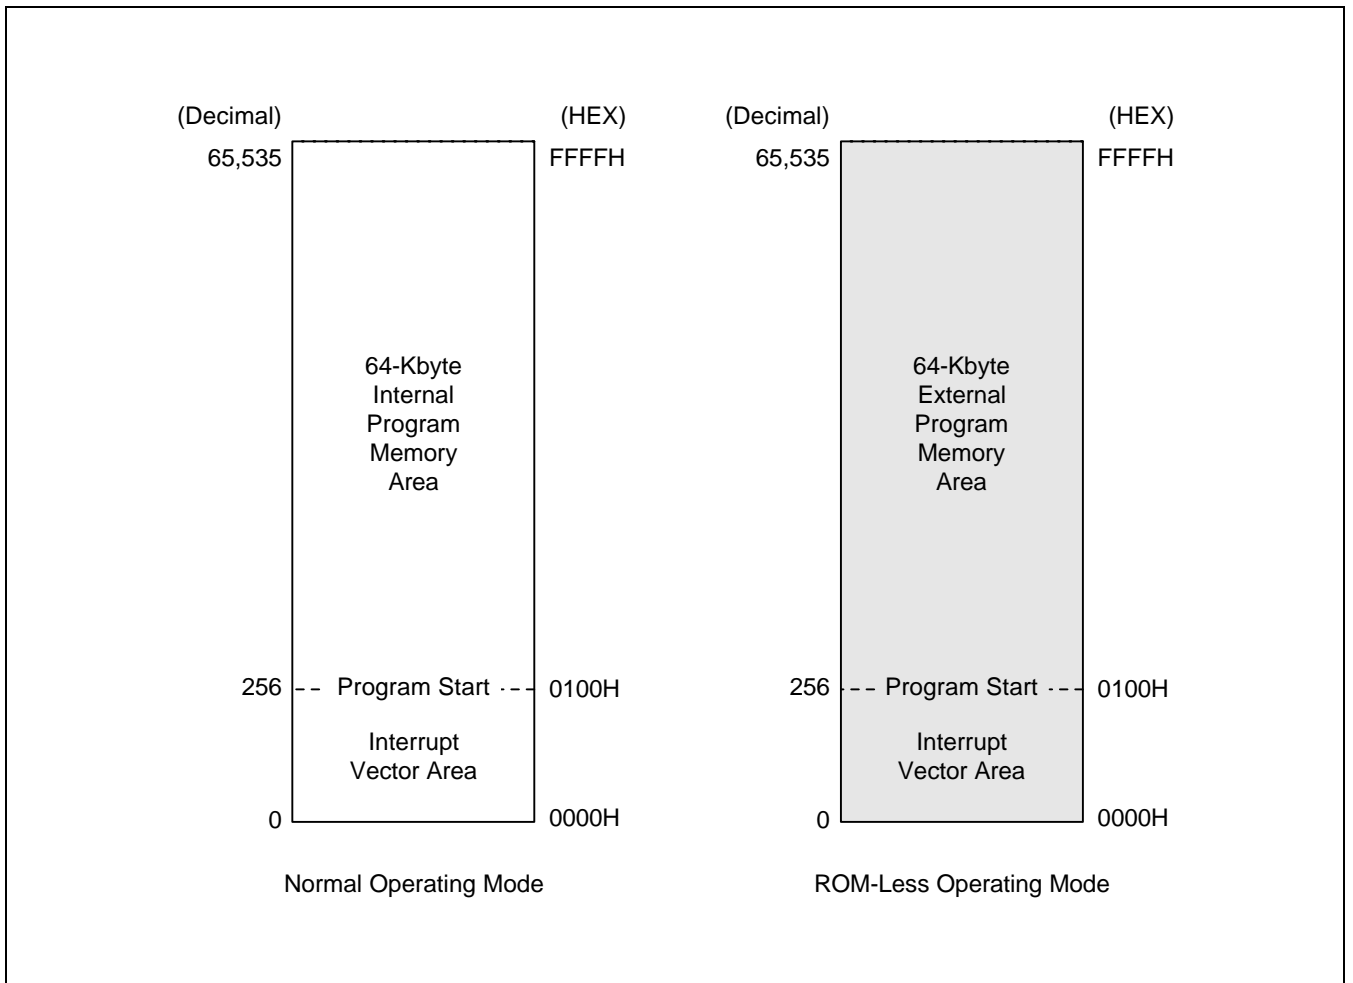 (Decimal) (HEX)
65,535 FFFFH
64-Kbyte
Internal
Program
Memory
Area
256 Program Start 0100H
Interrupt
Vector Area
0 0000H
Normal Operating Mode
(Decimal) (HEX)
65,535 FFFFH
64-Kbyte
External
Program
Memory
Area
256 Program Start 0100H
Interrupt
Vector Area
0 0000H
ROM-Less Operating Mode